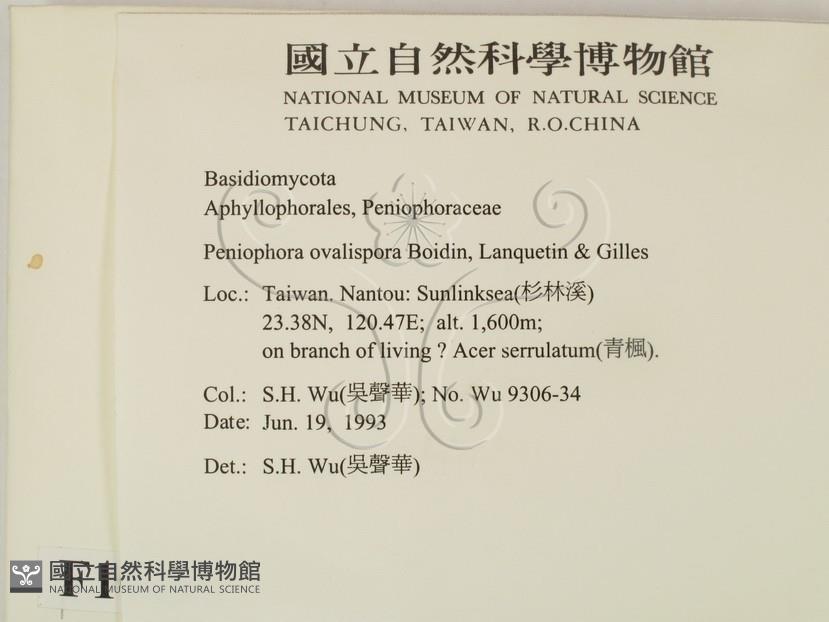 國立自然科學博物館
NATIONAL MUSEUM OF NATURAL SCIENCE
TAICHUNG, TAIWAN, R.O.CHINA
Basidiomycota
Aphyllophorales, Peniophoraceae
Peniophora ovalispora Boidin, Lanquetin & Gilles
Loc.: Taiwan. Nantou: Sunlinksea(杉林溪)
23.38N, 120.47E; alt. 1,600m;
on branch of living ? Acer serrulatum(青楓).
Col.: S.H. Wu(吳聲華); No. Wu 9306-34
Date: Jun. 19, 1993
Det.: S.H. Wu(吳聲華)
國立自然科學博物館
NATIONAL MUSEUM OF NATURAL SCIENCE